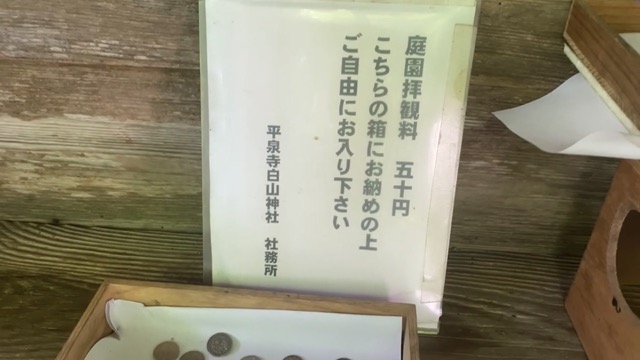 庭園拝観料　五十円
こちらの箱にお納めの上
ご自由にお入り下さい
平泉寺白山神社　社務所